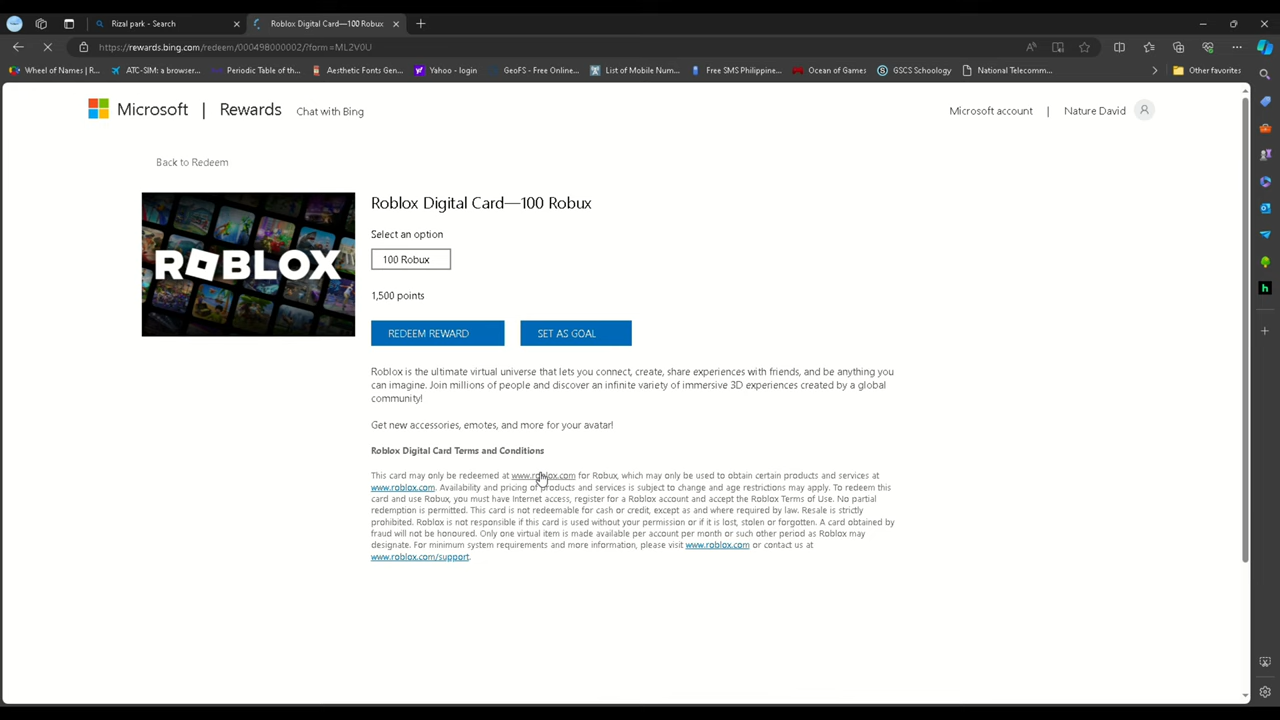 Rizal park - Search
Roblox Digital Card—100 Robux
https://rewards.bing.com/redeem/000498000002/?form=ML2V0U
Wheel of Names | R...
ATC-SIM: a browser...
Periodic Table of th...
Aesthetic Fonts Gen...
Yahoo - login
GeoFS - Free Online...
List of Mobile Num...
Free SMS Philippine...
Ocean of Games
GSCS Schoology
National Telecomm...
Other favorites
Microsoft | Rewards
Chat with Bing
Microsoft account | Nature David
Back to Redeem
ROBLOX
Roblox Digital Card—100 Robux
Select an option
100 Robux
1,500 points
REDEEM REWARD
SET AS GOAL
Roblox is the ultimate virtual universe that lets you connect, create, share experiences with friends, and be anything you
can imagine. Join millions of people and discover an infinite variety of immersive 3D experiences created by a global
community!
Get new accessories, emotes, and more for your avatar!
Roblox Digital Card Terms and Conditions
This card may only be redeemed at www.roblox.com for Robux, which may only be used to obtain certain products and services at
www.roblox.com. Availability and pricing of products and services is subject to change and age restrictions may apply. To redeem this
card and use Robux, you must have Internet access, register for a Roblox account and accept the Roblox Terms of Use. No partial
redemption is permitted. This card is not redeemable for cash or credit, except as and where required by law. Resale is strictly
prohibited. Roblox is not responsible if this card is used without your permission or if it is lost, stolen or forgotten. A card obtained by
fraud will not be honoured. Only one virtual item is made available per account per month or such other period as Roblox may
designate. For minimum system requirements and more information, please visit www.roblox.com or contact us at
www.roblox.com/support.